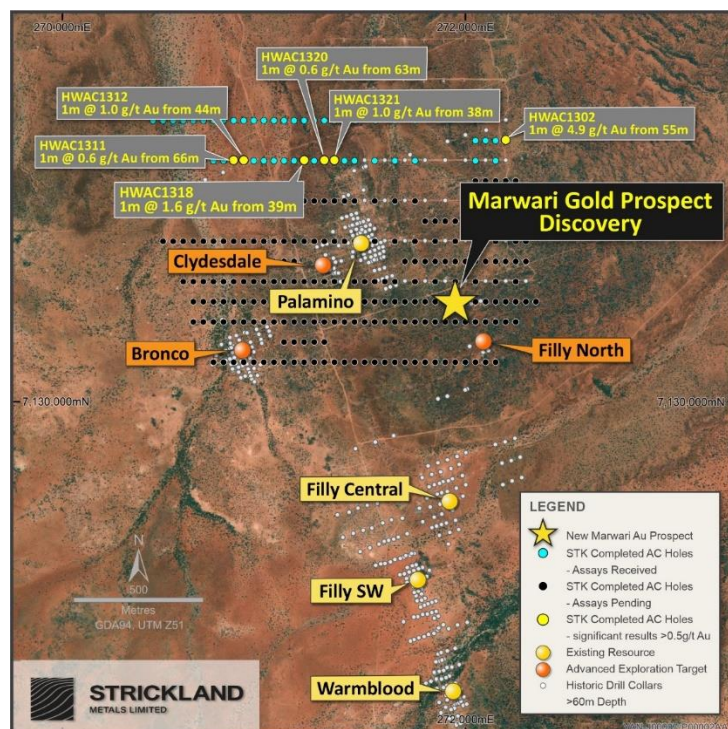 270,000mE
272,000mE
HWAC1320
1m @ 0.6 g/t Au from 63m
HWAC1312
1m @ 1.0 g/t Au from 44m
HWAC1321
1m @ 1.0 g/t Au from 38m
HWAC1302
1m @ 4.9 g/t Au from 55m
HWAC1311
1m @ 0.6 g/t Au from 66m
HWAC1318
1m @ 1.6 g/t Au from 39m
Marwari Gold Prospect
Discovery
Clydesdale
Palamino
Bronco
Filly North
7,130,000mN
7,130,000mN
Filly Central
Filly SW
Warmblood
500
Metres
GDA94, UTM Z51
LEGEND
New Marwari Au Prospect
STK Completed AC Holes
- Assays Received
STK Completed AC Holes
- Assays Pending
STK Completed AC Holes
- significant results >0.5g/t Au
Existing Resource
Advanced Exploration Target
Historic Drill Collars
>60m Depth
STRICKLAND
METALS LIMITED
272,000mE